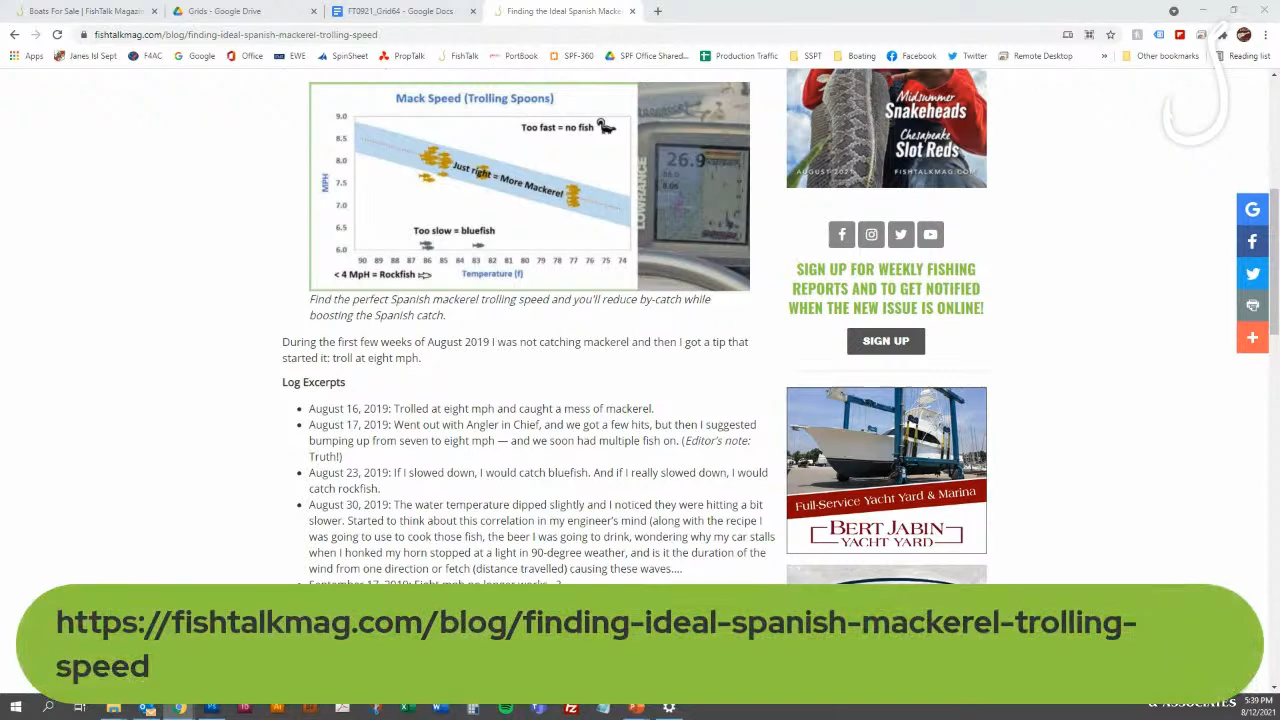 Boats For Sale | FishTalk Magazi
Grids - Google Drive
FT0921_Grid64 - Google Docs
Finding the Ideal Spanish Macke
fishtalkmag.com/blog/finding-ideal-spanish-mackerel-trolling-speed
Apps
Janes Isl Sept
F4AC
Google
Office
EWE
SpinSheet
PropTalk
FishTalk
PortBook
SPF-360
SPF Office Shared...
Production Traffic
SSPT
Boating
Facebook
Twitter
Remote Desktop
»
Other bookmarks
Reading list
Mack Speed (Trolling Spoons)
9.0
8.5
8.0
7.5
7.0
6.5
6.0
MPH
Too fast = no fish
Just right = More Mackerel
Too slow = bluefish
90 89 88 87 86 85 84 83 82 81 80 79 78 77 76 75 74
< 4 MpH = Rockfish
Temperature (f)
LOWRANCE
26.9
Find the perfect Spanish mackerel trolling speed and you'll reduce by-catch while
boosting the Spanish catch.
During the first few weeks of August 2019 I was not catching mackerel and then I got a tip that
started it: troll at eight mph.
Log Excerpts
August 16, 2019: Trolled at eight mph and caught a mess of mackerel.
August 17, 2019: Went out with Angler in Chief, and we got a few hits, but then I suggested
bumping up from seven to eight mph — and we soon had multiple fish on. (Editor's note:
Truth!)
August 23, 2019: If I slowed down, I would catch bluefish. And if I really slowed down, I would
catch rockfish.
August 30, 2019: The water temperature dipped slightly and I noticed they were hitting a bit
slower. Started to think about this correlation in my engineer's mind (along with the recipe I
was going to use to cook those fish, the beer I was going to drink, wondering why my car stalls
when I honked my horn stopped at a light in 90-degree weather, and is it the duration of the
wind from one direction or fetch (distance travelled) causing these waves....
Midsummer
Snakeheads
Chesapeake
Slot Reds
AUGUST 2021
FISHTALKMAG.COM
SIGN UP FOR WEEKLY FISHING
REPORTS AND TO GET NOTIFIED
WHEN THE NEW ISSUE IS ONLINE!
SIGN UP
Full-Service Yacht Yard & Marina
BERT JABIN
YACHT YARD
https://fishtalkmag.com/blog/finding-ideal-spanish-mackerel-trolling-
speed
5:39 PM
8/12/2021